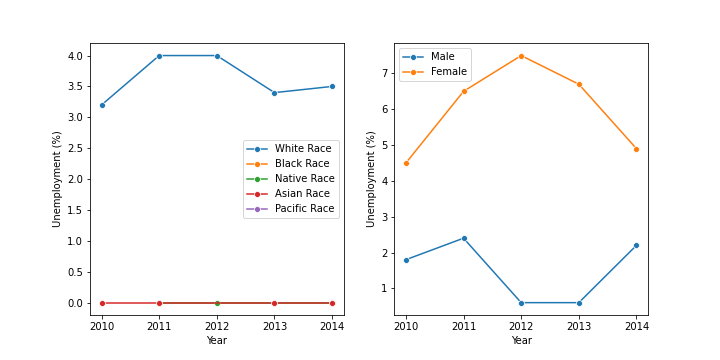 4.0
3.5
3.0
2.5
2.0
1.5
1.0
0.5
0.0
Unemployment (%)
White Race
Black Race
Native Race
Asian Race
Pacific Race
2010 2011 2012 2013 2014
Year
Male
Female
7
6
5
4
3
2
1
Unemployment (%)
2010 2011 2012 2013 2014
Year